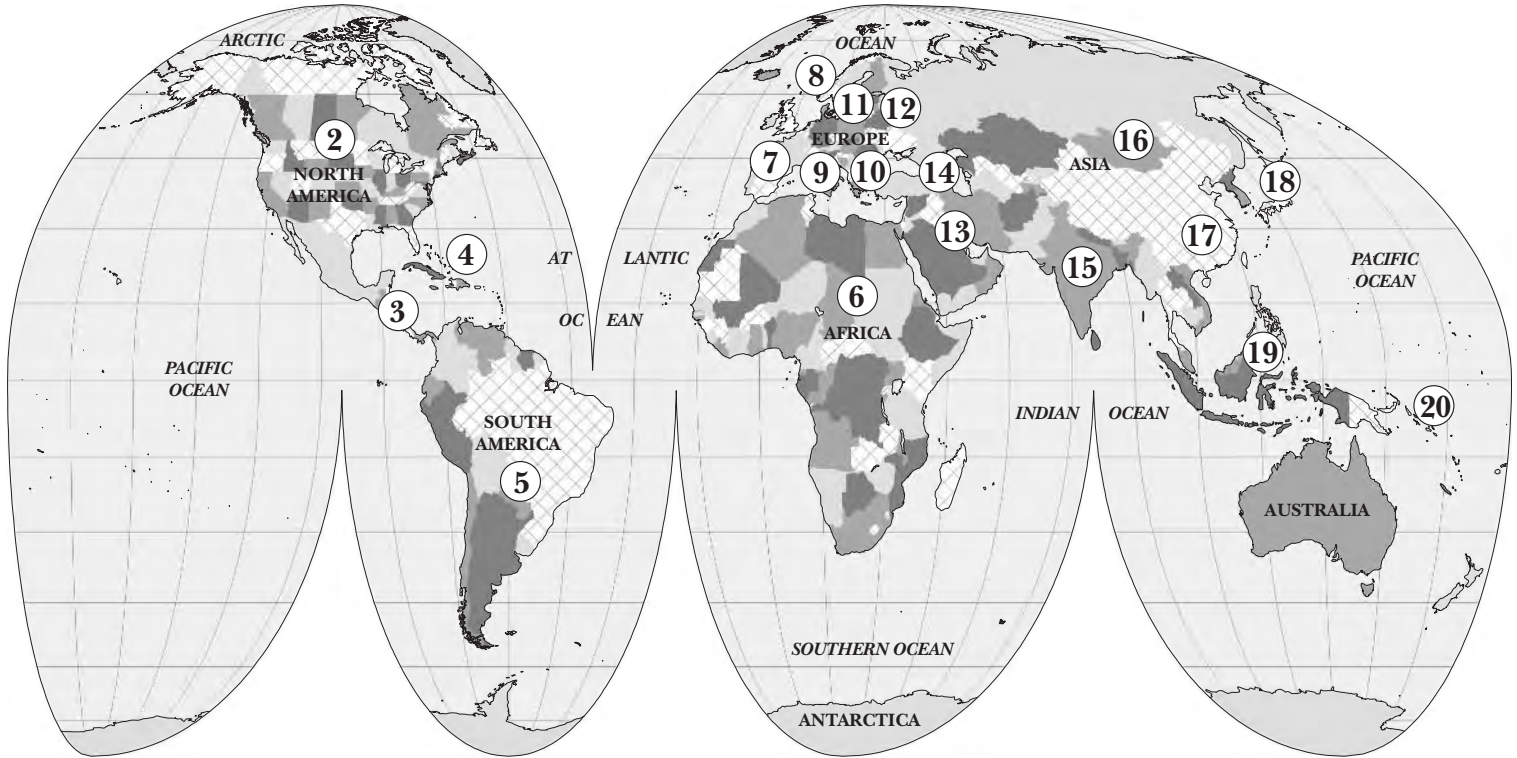 ARCTIC
OCEAN
8
11
12
2
EUROPE
16
7
ASIA
NORTH
AMERICA
9
10
14
18
13
17
4
AT
LANTIC
15
PACIFIC
OCEAN
6
3
OC
EAN
AFRICA
19
PACIFIC
OCEAN
20
INDIAN
OCEAN
SOUTH
AMERICA
5
AUSTRALIA
SOUTHERN OCEAN
ANTARCTICA